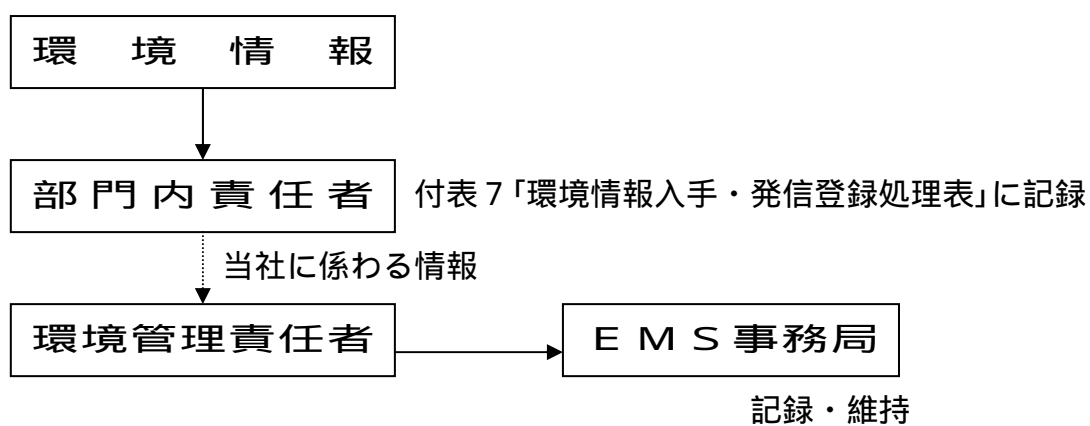 環境情報
部門内責任者 付表7「環境情報入手・発信登録処理表」に記録
当社に係わる情報
環境管理責任者 EMS事務局
記録・維持